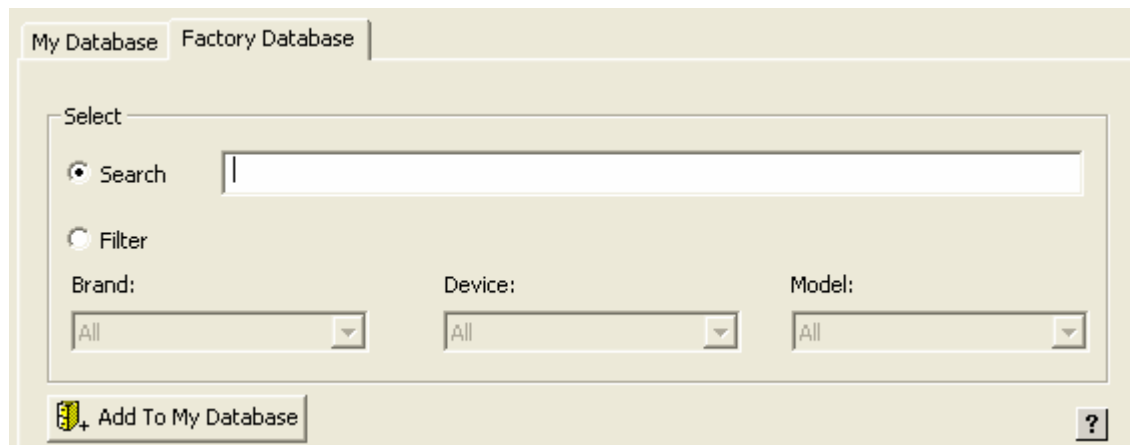 My Database Factory Database
Select
Search
Filter
Brand: Device: Model:
All All All
Add To My Database ?